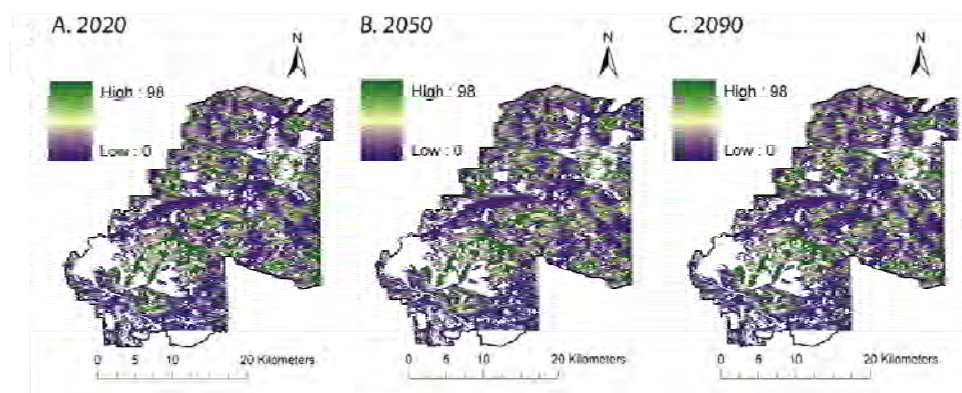 A. 2020
N
High : 98
Low : 0
0 5 10 20 Kilometers
B. 2050
N
High : 98
Low : 0
0 5 10 20 Kilometers
C. 2090
N
High : 98
Low : 0
0 5 10 20 Kilometers